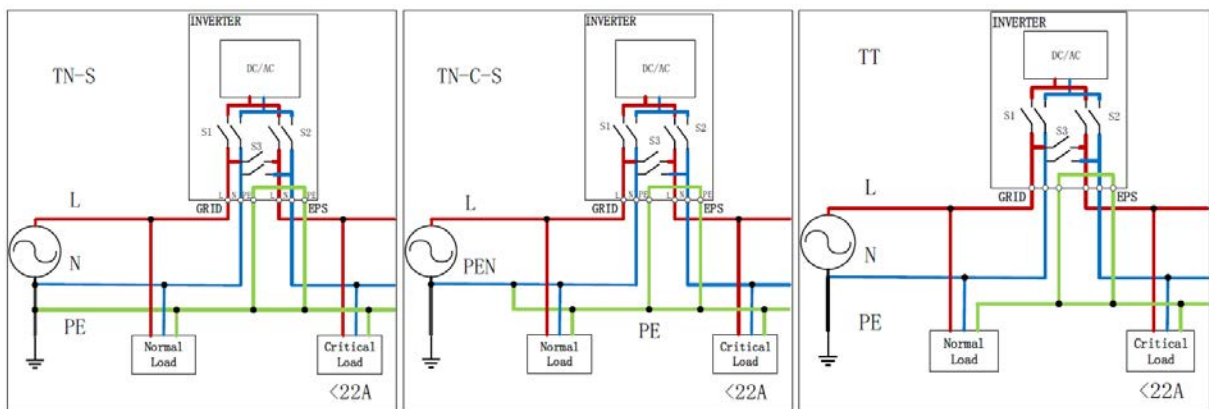 INVERTER
DC/AC
TN-S
S1
S2
S3
L N PE L N PE
GRID EPS
L
N
PE
Normal
Load
Critical
Load
<22A
INVERTER
DC/AC
TN-C-S
S1
S2
S3
L N PE L N PE
GRID EPS
L
PEN
PE
Normal
Load
Critical
Load
<22A
INVERTER
DC/AC
TT
S1
S2
S3
GRID EPS
L
N
PE
Normal
Load
Critical
Load
<22A